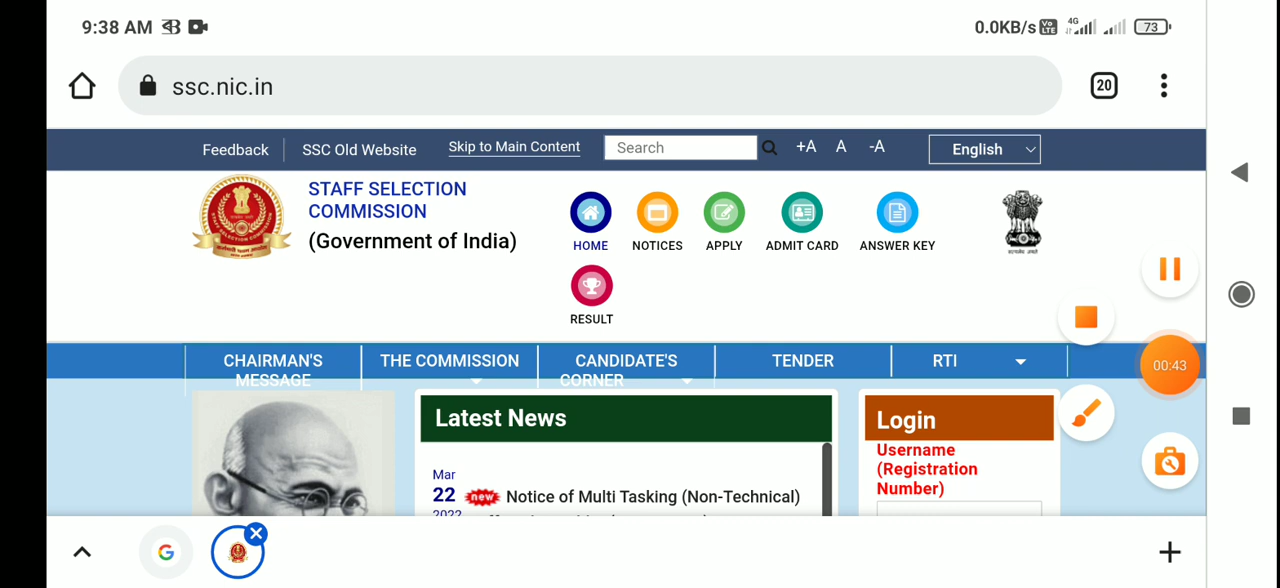 9:38 AM
0.0KB/s Vo LTE 4G 73
ssc.nic.in
20
Feedback SSC Old Website Skip to Main Content Search +A A -A English
STAFF SELECTION
COMMISSION
(Government of India)
HOME NOTICES APPLY ADMIT CARD ANSWER KEY
RESULT
CHAIRMAN'S MESSAGE
THE COMMISSION
CANDIDATE'S CORNER
TENDER
RTI
00:43
Latest News
Mar
22 new Notice of Multi Tasking (Non-Technical)
2022
Login
Username
(Registration
Number)
G